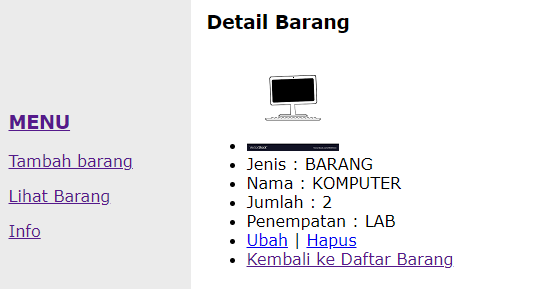 Detail Barang
MENU
Tambah barang
Lihat Barang
Info
Jenis : BARANG
Nama : KOMPUTER
Jumlah : 2
Penempatan : LAB
Ubah | Hapus
Kembali ke Daftar Barang